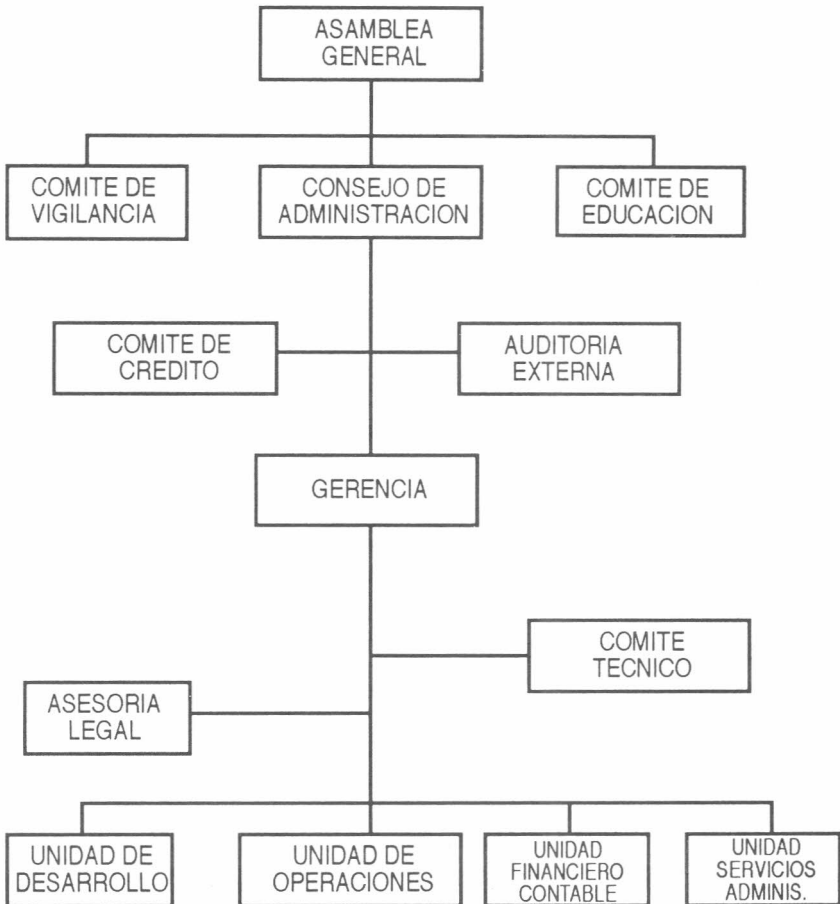 ASAMBLEA
GENERAL
COMITE DE
VIGILANCIA
CONSEJO DE
ADMINISTRACION
COMITE DE
EDUCACION
COMITE DE
CREDITO
AUDITORIA
EXTERNA
GERENCIA
COMITE
TECNICO
ASESORIA
LEGAL
UNIDAD DE
DESARROLLO
UNIDAD DE
OPERACIONES
UNIDAD
FINANCIERO
CONTABLE
UNIDAD
SERVICIOS
ADMINIS.